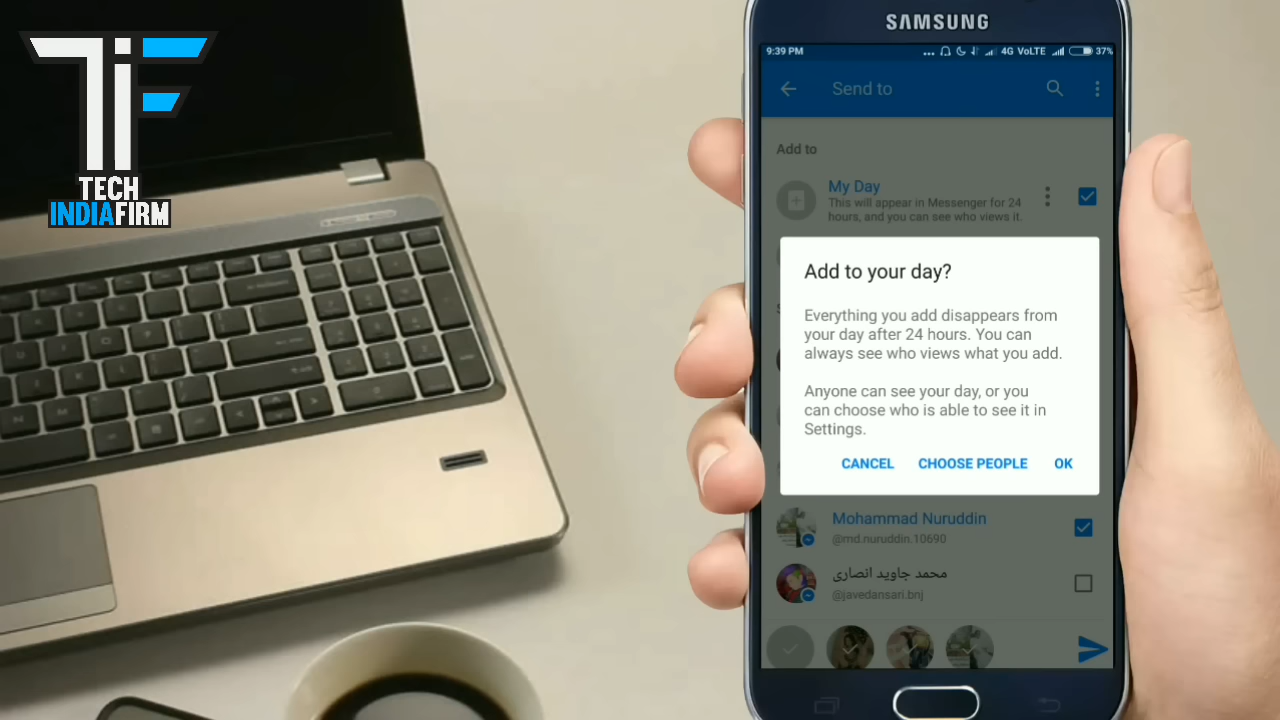 TECH
INDIAFIRM
SAMSUNG
9:39 PM
4G VoLTE
37%
Send to
Add to
My Day
This will appear in Messenger for 24
hours, and you can see who views it.
Add to your day?
Everything you add disappears from
your day after 24 hours. You can
always see who views what you add.
Anyone can see your day, or you
can choose who is able to see it in
Settings.
CANCEL CHOOSE PEOPLE OK
Mohammad Nuruddin
@md.nuruddin.10690
محمد جاوید انصاری
@javedansari.bnj